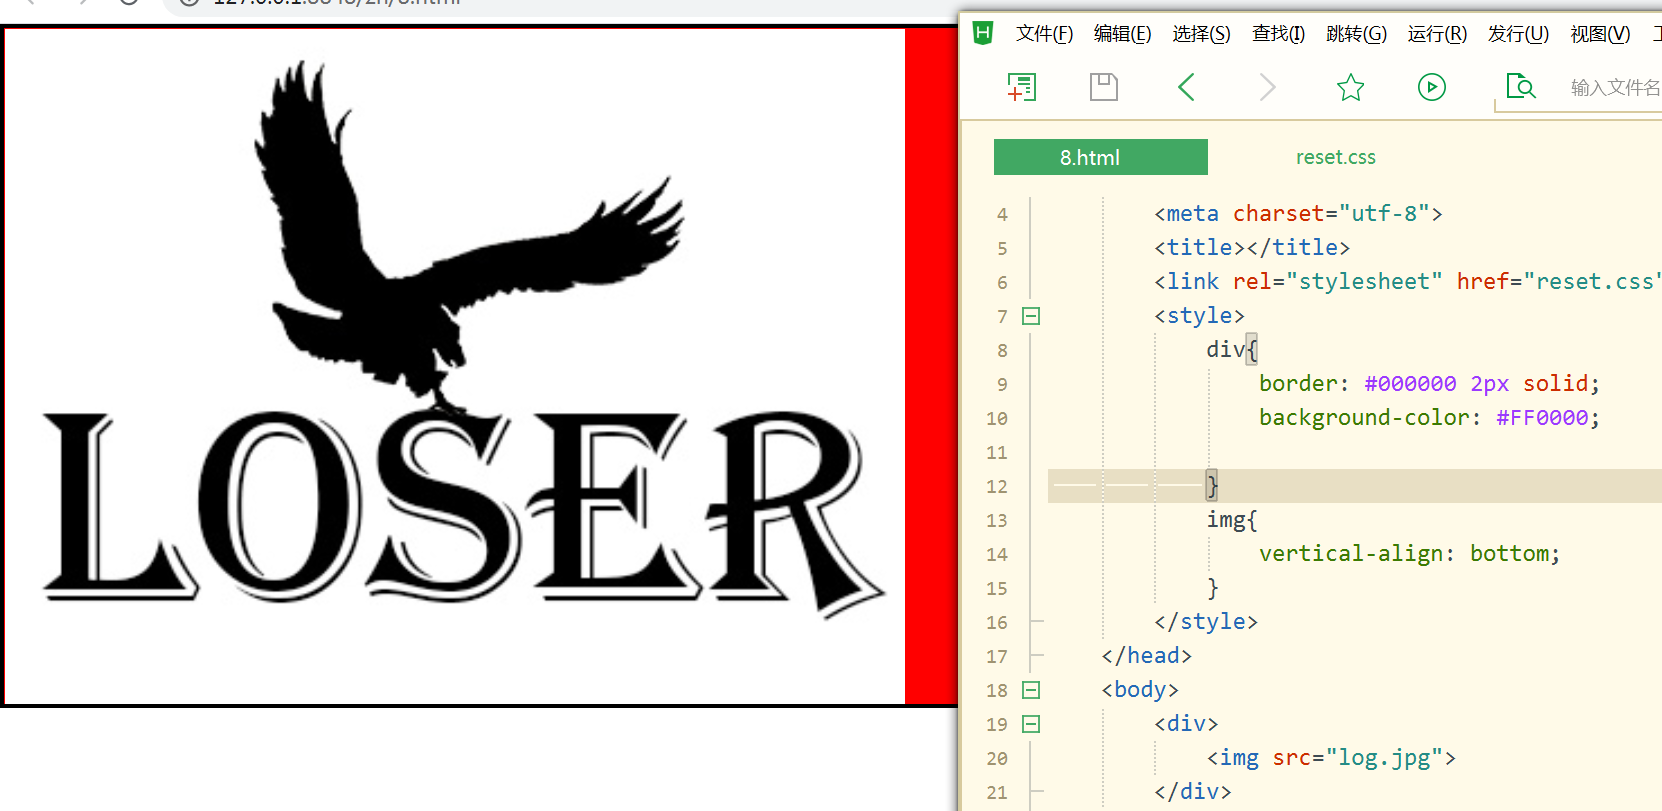 LOSER
文件(F) 编辑(E) 选择(S) 查找(I) 跳转(G) 运行(R) 发行(U) 视图(V)
输入文件名
8.html reset.css
4 <meta charset="utf-8">
5 <title></title>
6 <link rel="stylesheet" href="reset.css"
7 <style>
8 div{
9 border: #000000 2px solid;
10 background-color: #FF0000;
11
12 }
13 img{
14 vertical-align: bottom;
15 }
16 </style>
17 </head>
18 <body>
19 <div>
20 <img src="log.jpg">
21 </div>